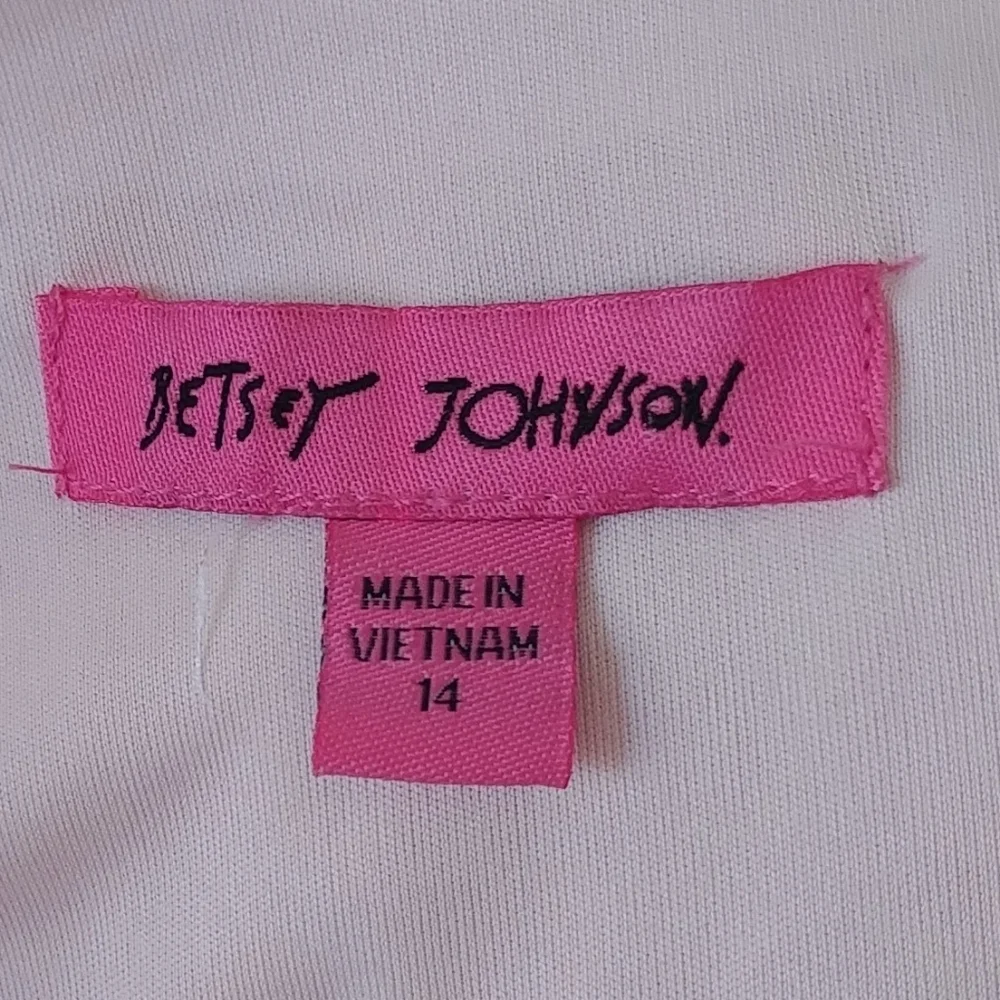 BETSEY JOHNSON.
MADE IN
VIETNAM
14